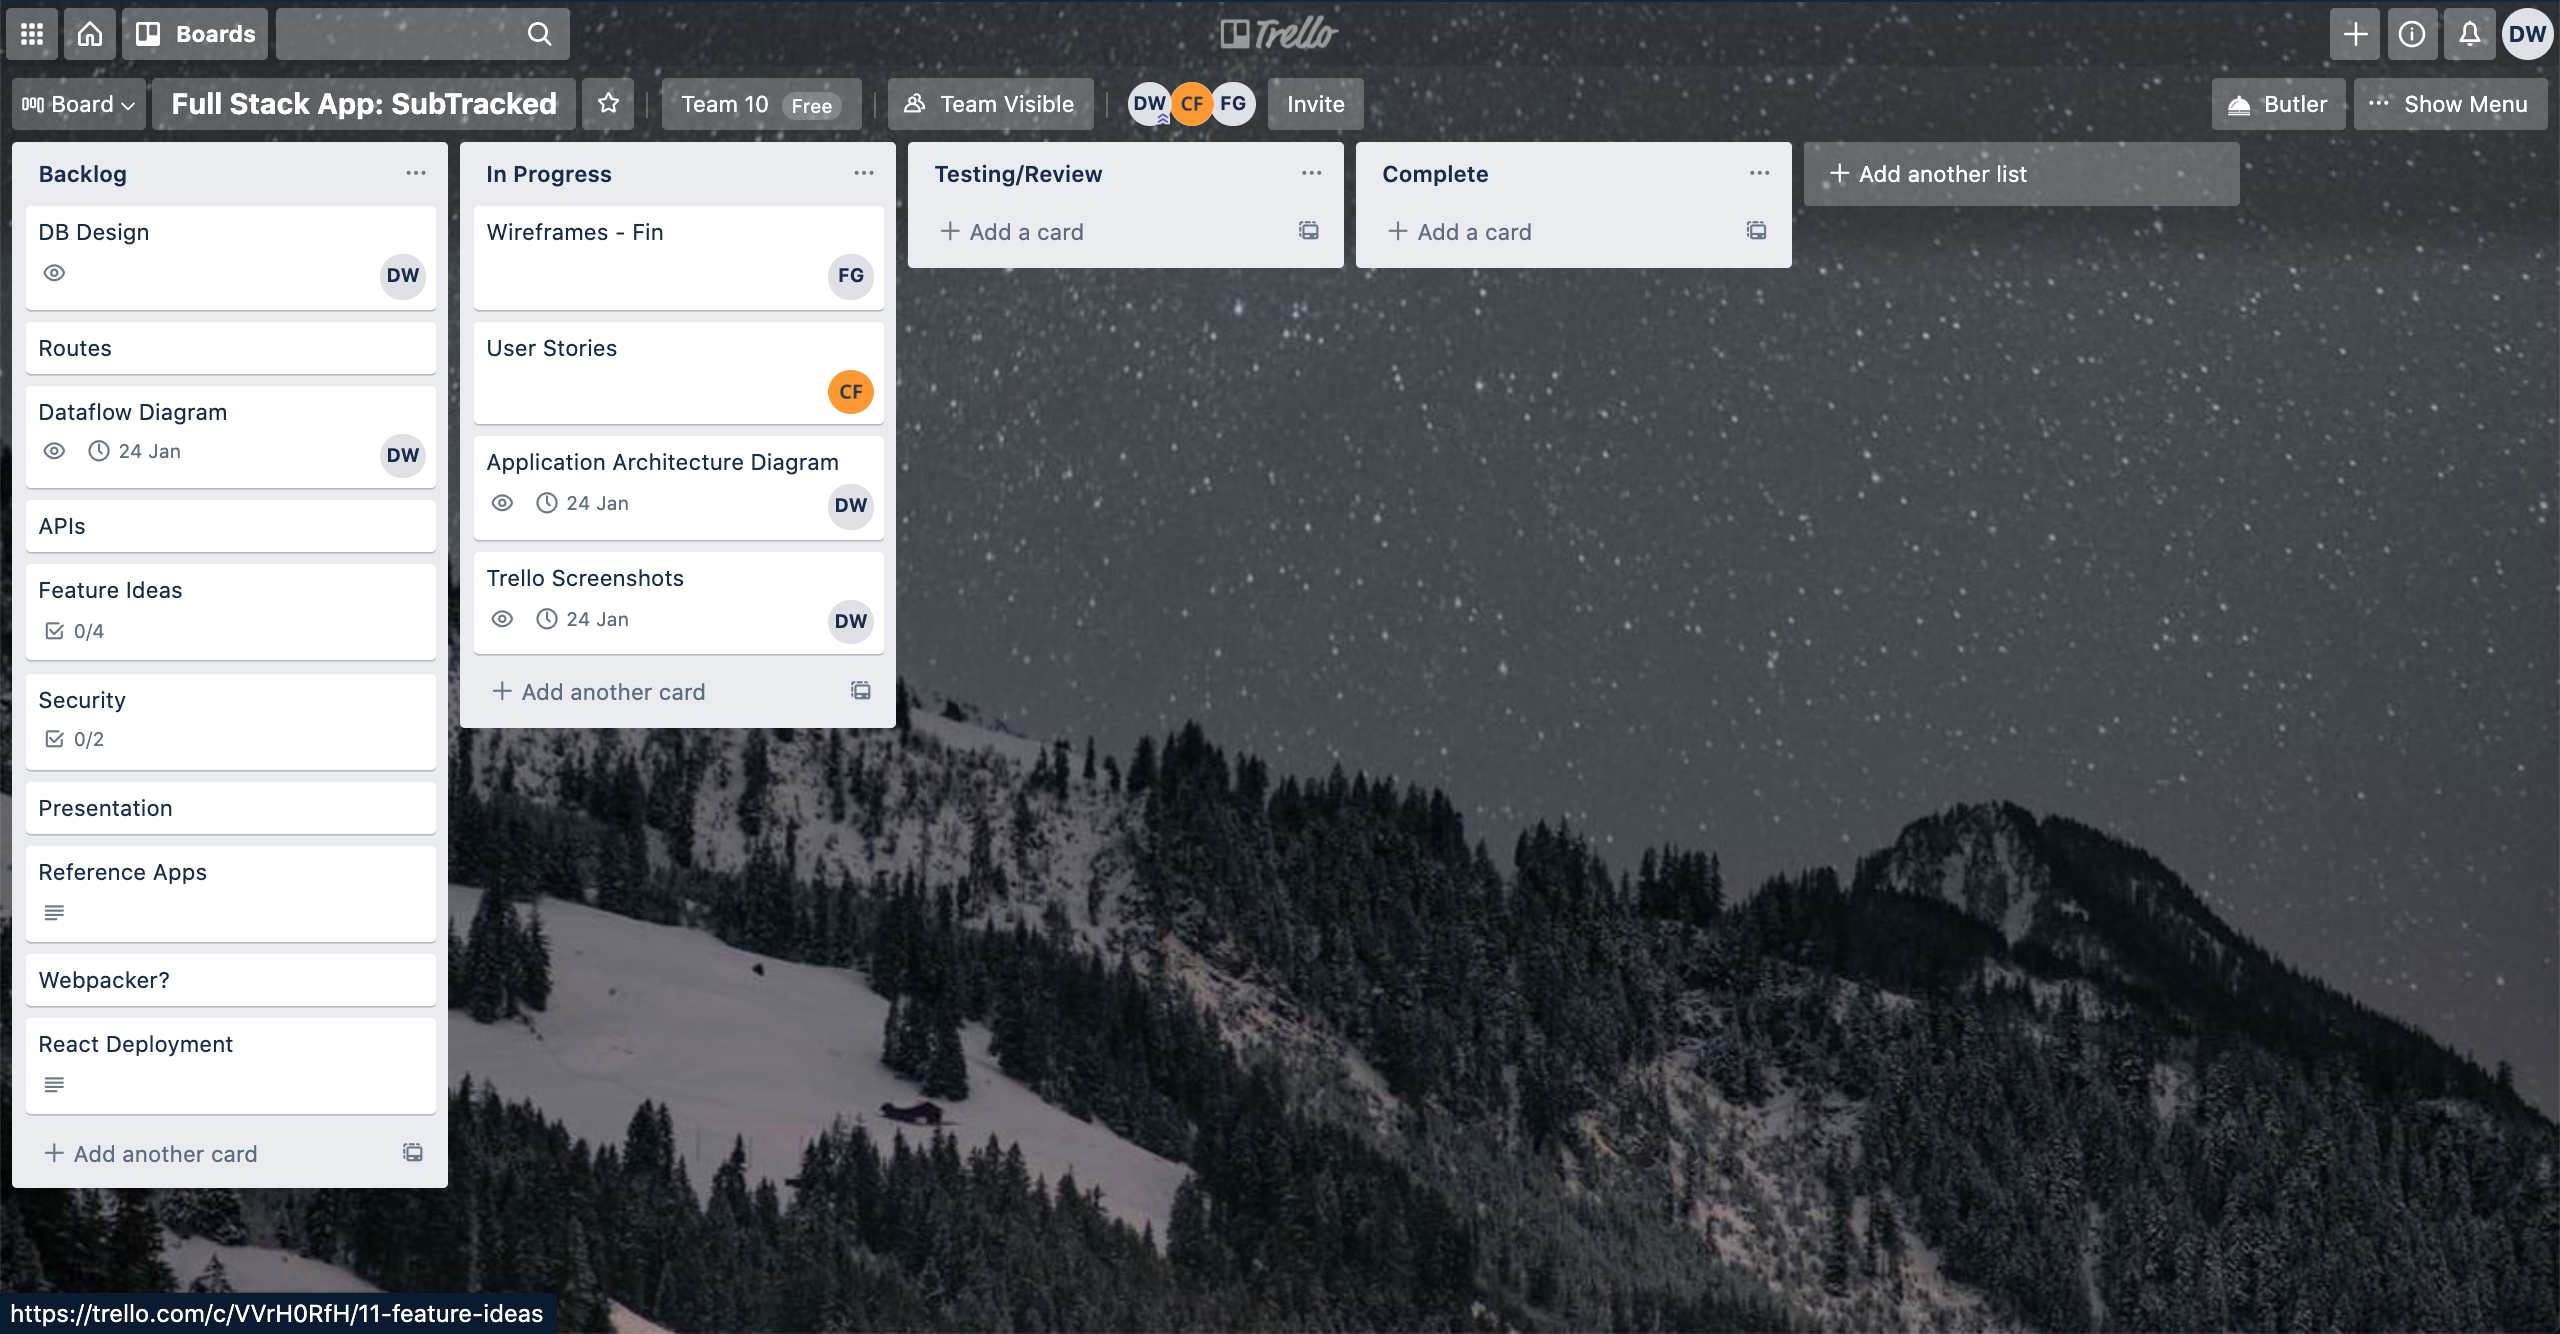 Boards
Trello
DW
Board
Full Stack App: SubTracked
Team 10 Free
Team Visible
DW CF FG
Invite
Butler
... Show Menu
Backlog
DB Design
DW
Routes
Dataflow Diagram
24 Jan
DW
APIs
Feature Ideas
0/4
Security
0/2
Presentation
Reference Apps
Webpacker?
React Deployment
+ Add another card
In Progress
Wireframes - Fin
FG
User Stories
CF
Application Architecture Diagram
24 Jan
DW
Trello Screenshots
24 Jan
DW
+ Add another card
Testing/Review
+ Add a card
Complete
+ Add a card
+ Add another list
https://trello.com/c/VVrH0RfH/11-feature-ideas